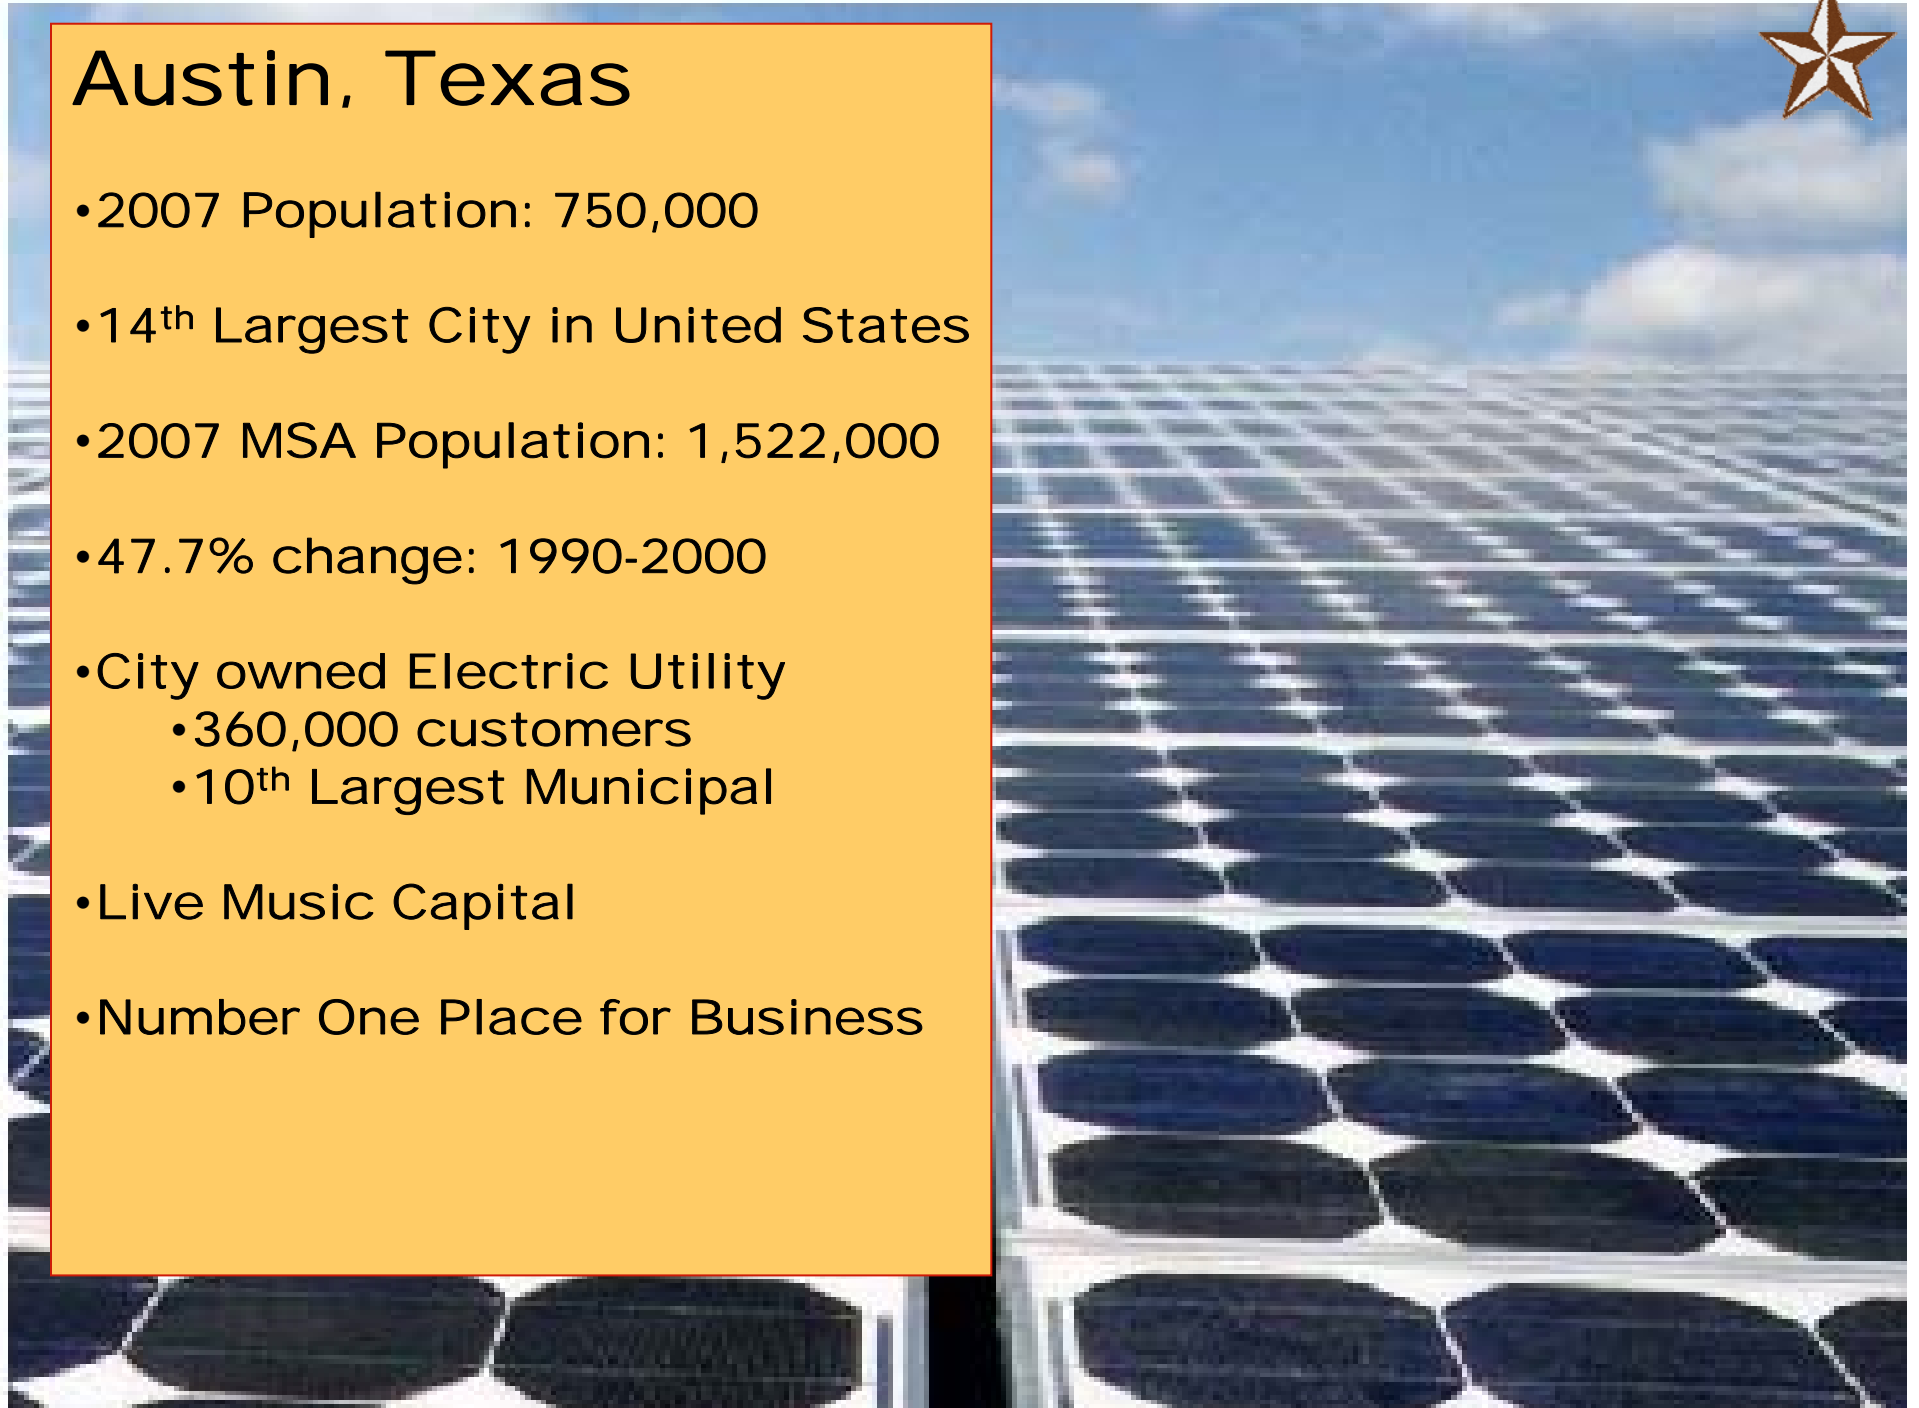 Austin, Texas
•2007 Population: 750,000
•14th Largest City in United States
•2007 MSA Population: 1,522,000
•47.7% change: 1990-2000
•City owned Electric Utility
•360,000 customers
•10th Largest Municipal
•Live Music Capital
•Number One Place for Business